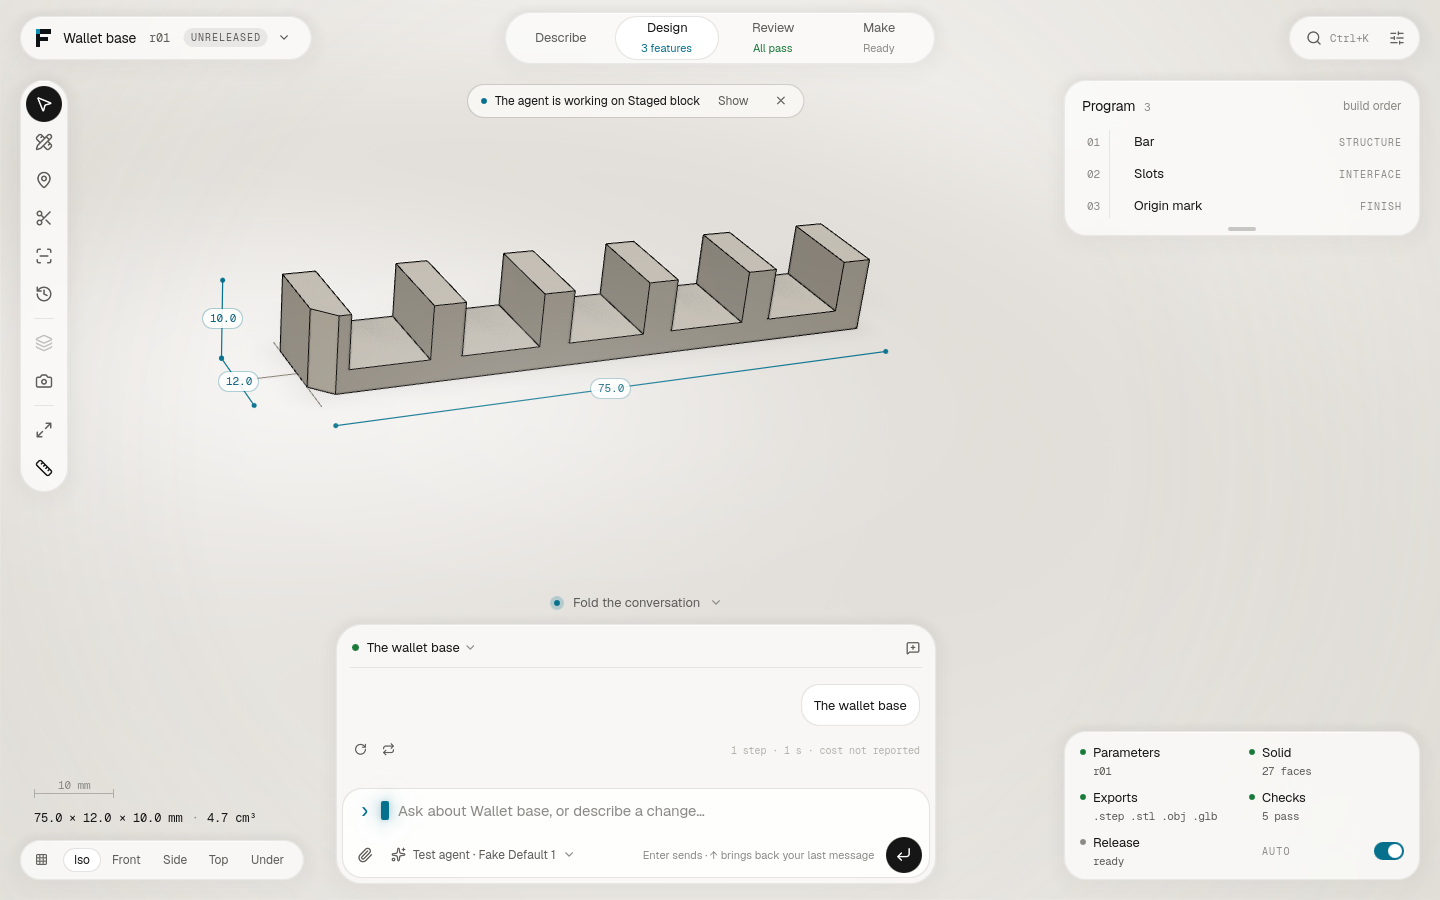 Wallet base r01 UNRELEASED
Describe
Design
3 features
Review
All pass
Make
Ready
Ctrl+K
The agent is working on Staged block Show
Program 3 build order
01 Bar STRUCTURE
02 Slots INTERFACE
03 Origin mark FINISH
10.0
12.0
75.0
Fold the conversation
The wallet base
The wallet base
1 step · 1 s · cost not reported
Ask about Wallet base, or describe a change...
Test agent · Fake Default 1
Enter sends · ↑ brings back your last message
10 mm
75.0 × 12.0 × 10.0 mm · 4.7 cm³
Iso Front Side Top Under
Parameters
r01
Solid
27 faces
Exports
.step .stl .obj .glb
Checks
5 pass
Release
ready
AUTO